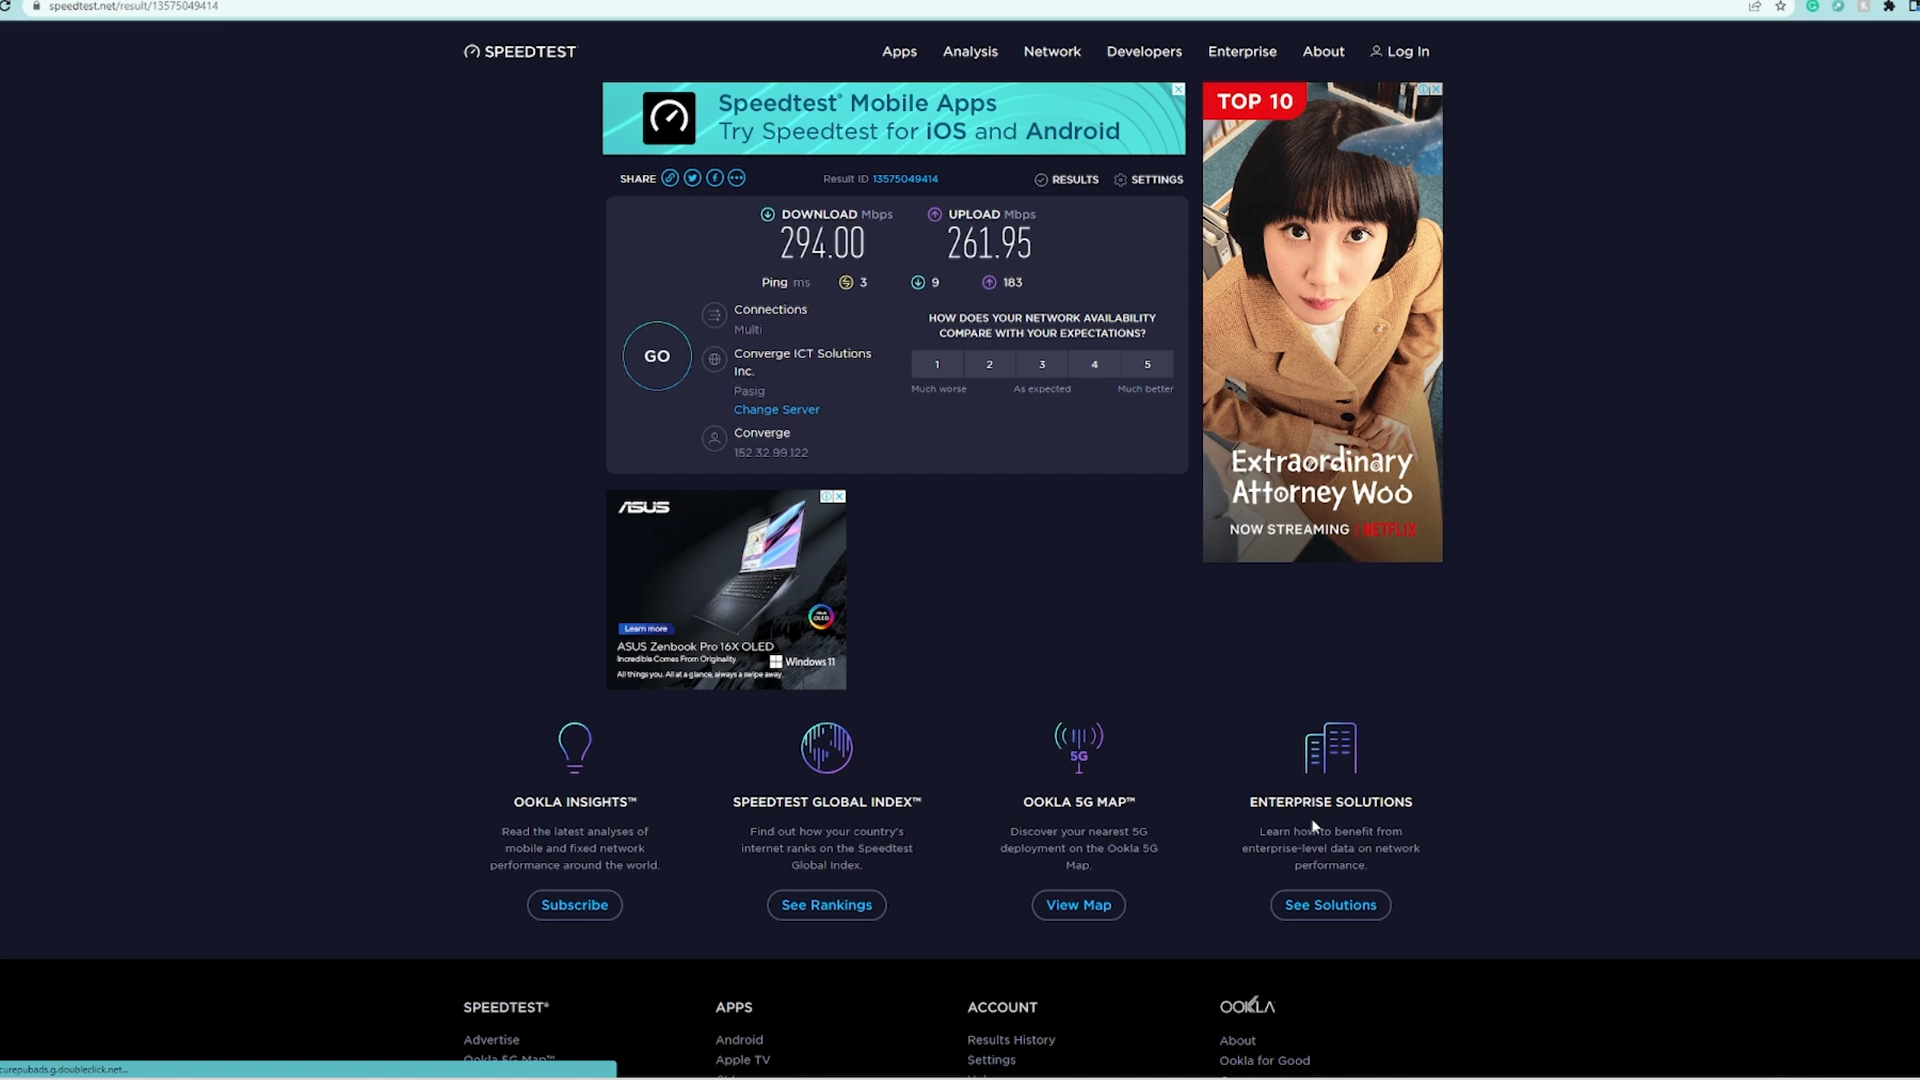 speedtest.net/result/13575049414
SPEEDTEST
Apps
Analysis
Network
Developers
Enterprise
About
Log In
Speedtest® Mobile Apps
Try Speedtest for iOS and Android
TOP 10
SHARE
Result ID 13575049414
RESULTS
SETTINGS
DOWNLOAD Mbps
294.00
UPLOAD Mbps
261.95
Ping ms
3
9
183
GO
Connections
Multi
Converge ICT Solutions
Inc.
Pasig
Change Server
Converge
152.32.99.122
HOW DOES YOUR NETWORK AVAILABILITY
COMPARE WITH YOUR EXPECTATIONS?
1 2 3 4 5
Much worse As expected Much better
Extraordinary
Attorney Woo
NOW STREAMING | NETFLIX
ASUS
ASUS OLED
Learn more
ASUS Zenbook Pro 16X OLED
Incredible Comes From Originality
Windows 11
All things you. All at a glance, always a swipe away.
5G
OOKLA INSIGHTS™
Read the latest analyses of
mobile and fixed network
performance around the world.
Subscribe
SPEEDTEST GLOBAL INDEX™
Find out how your country's
internet ranks on the Speedtest
Global Index.
See Rankings
OOKLA 5G MAP™
Discover your nearest 5G
deployment on the Ookla 5G
Map.
View Map
ENTERPRISE SOLUTIONS
Learn how to benefit from
enterprise-level data on network
performance.
See Solutions
SPEEDTEST®
Advertise
Ookla 5G Map™
APPS
Android
Apple TV
ACCOUNT
Results History
Settings
OOKLA
About
Ookla for Good
curepubads.g.doubleclick.net...